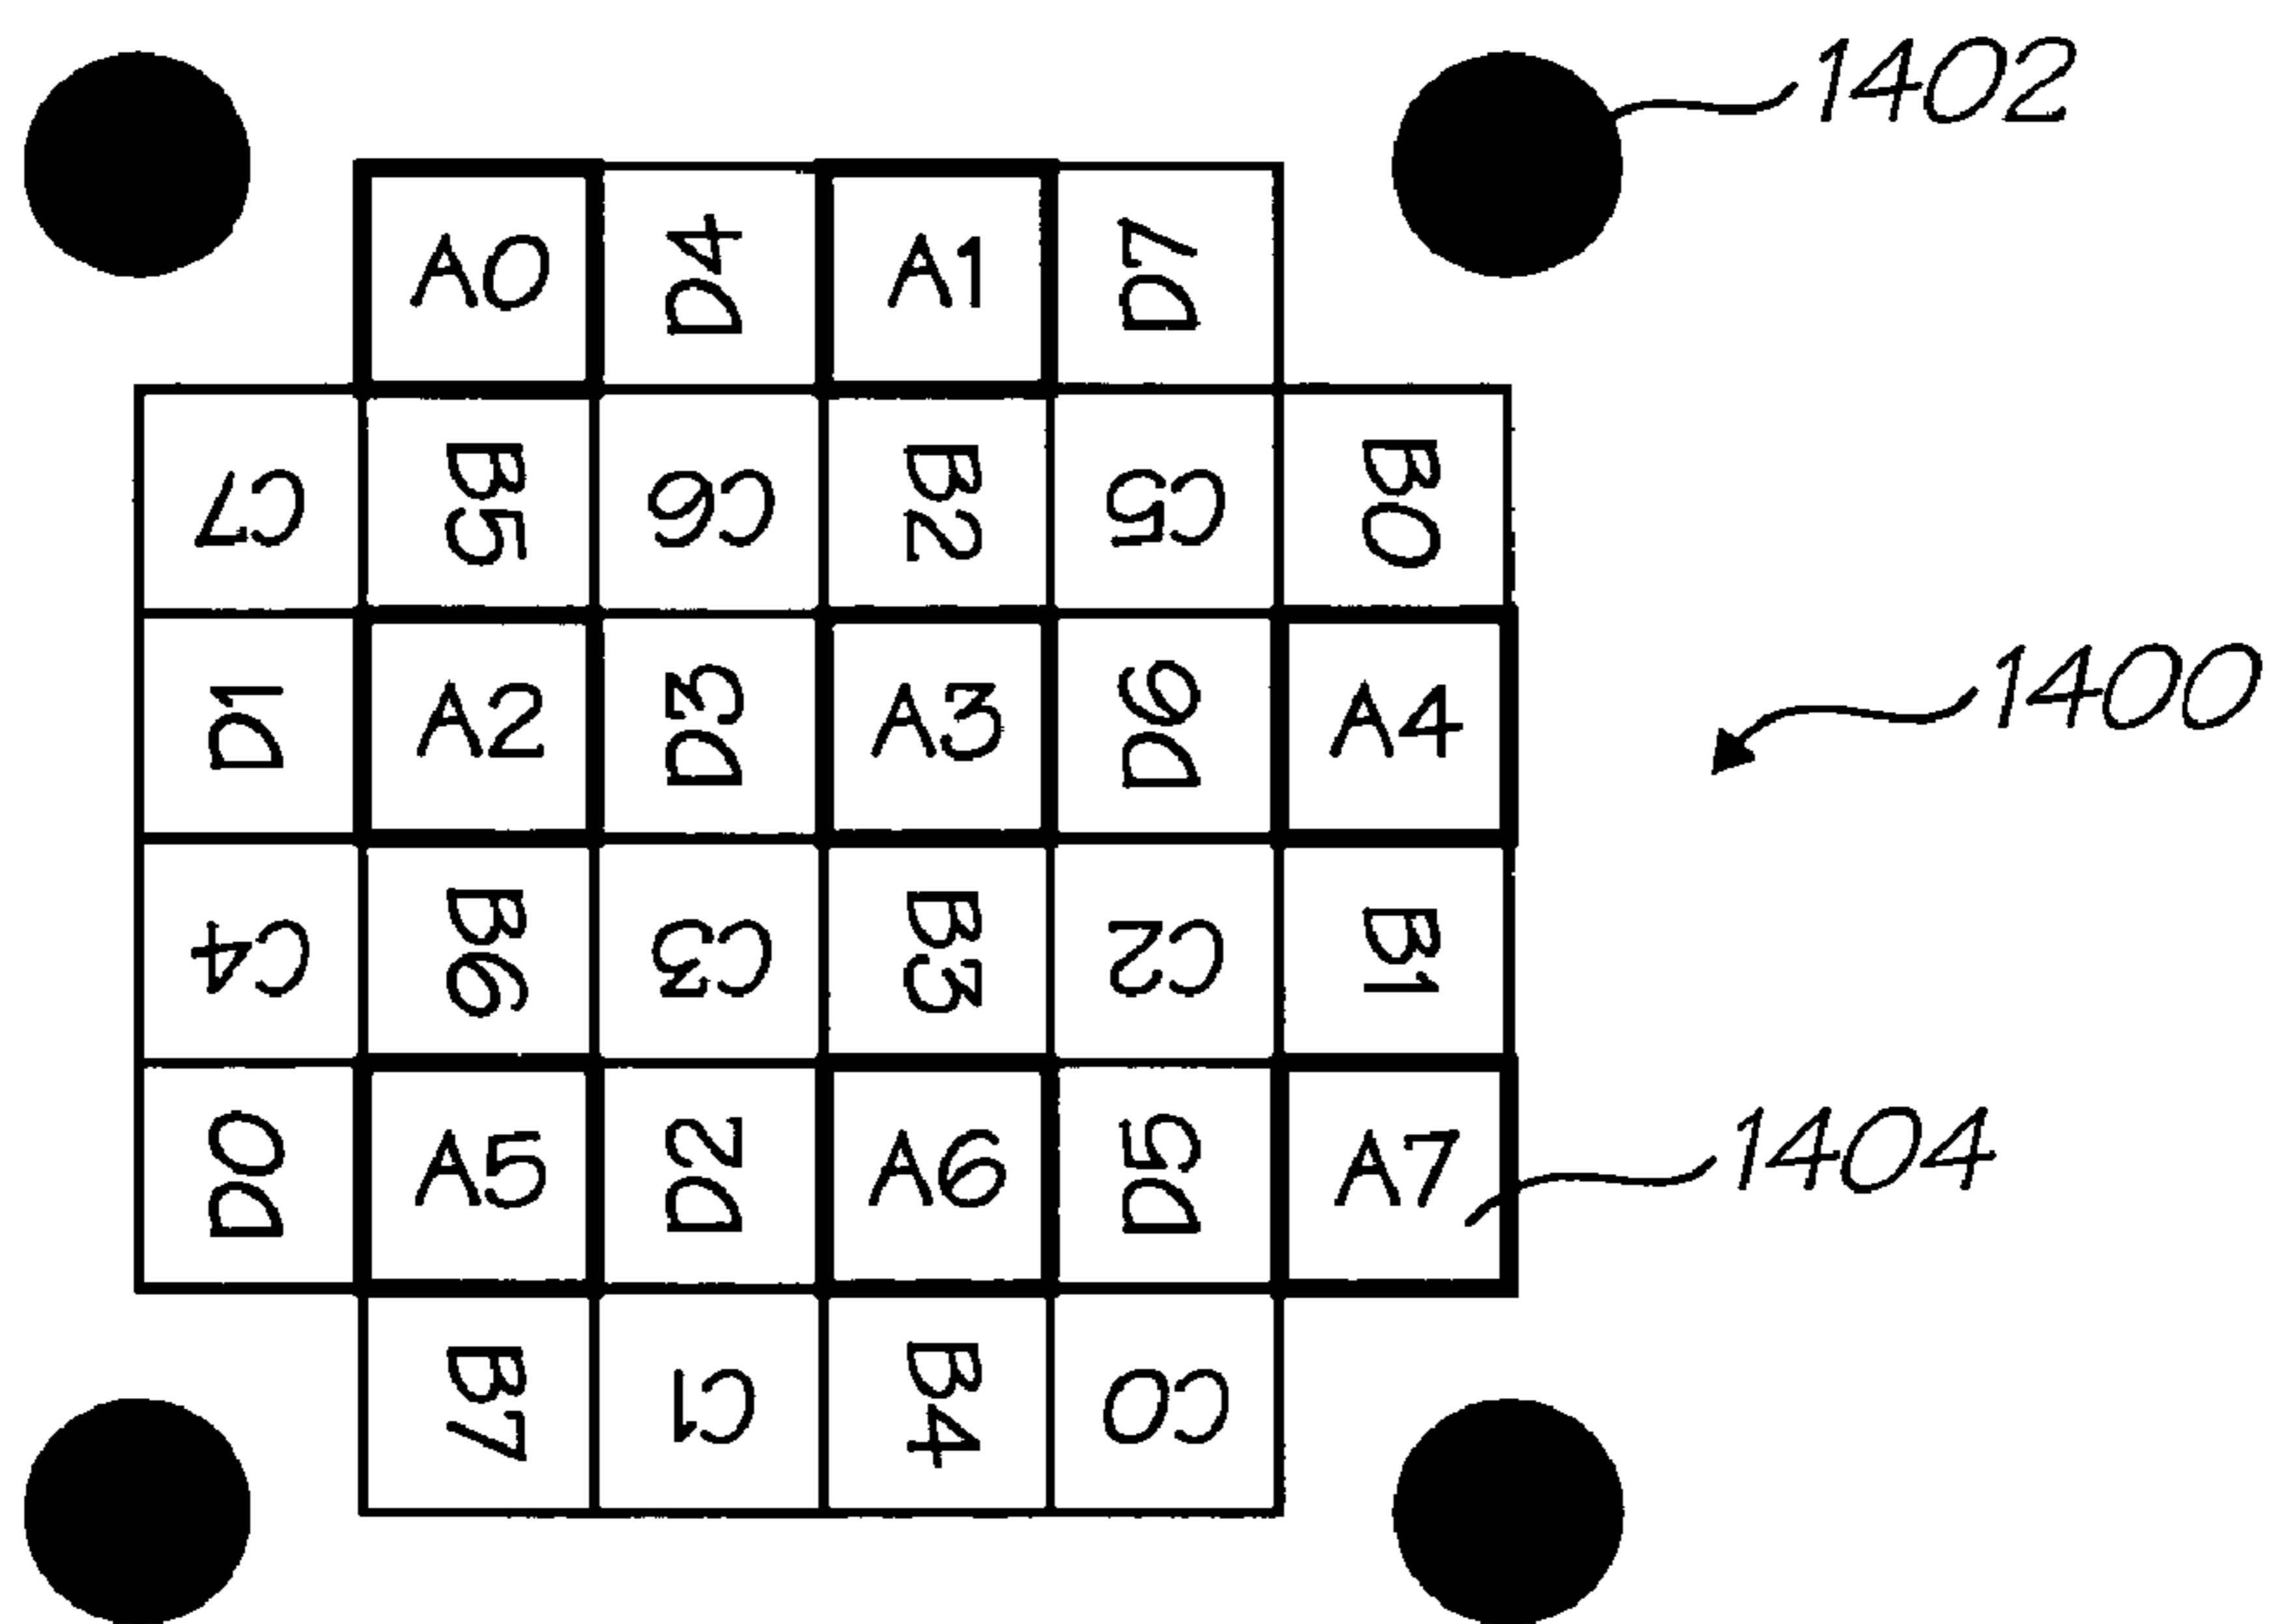 1402
A0 D4 A1 D7
C7 B5 C6 B2 C5 B0
D1 A2 D3 A3 D6 A4
1400
C4 B6 C3 B3 C2 B1
D0 A5 D2 A6 D5 A7
1404
B7 C1 B4 C0